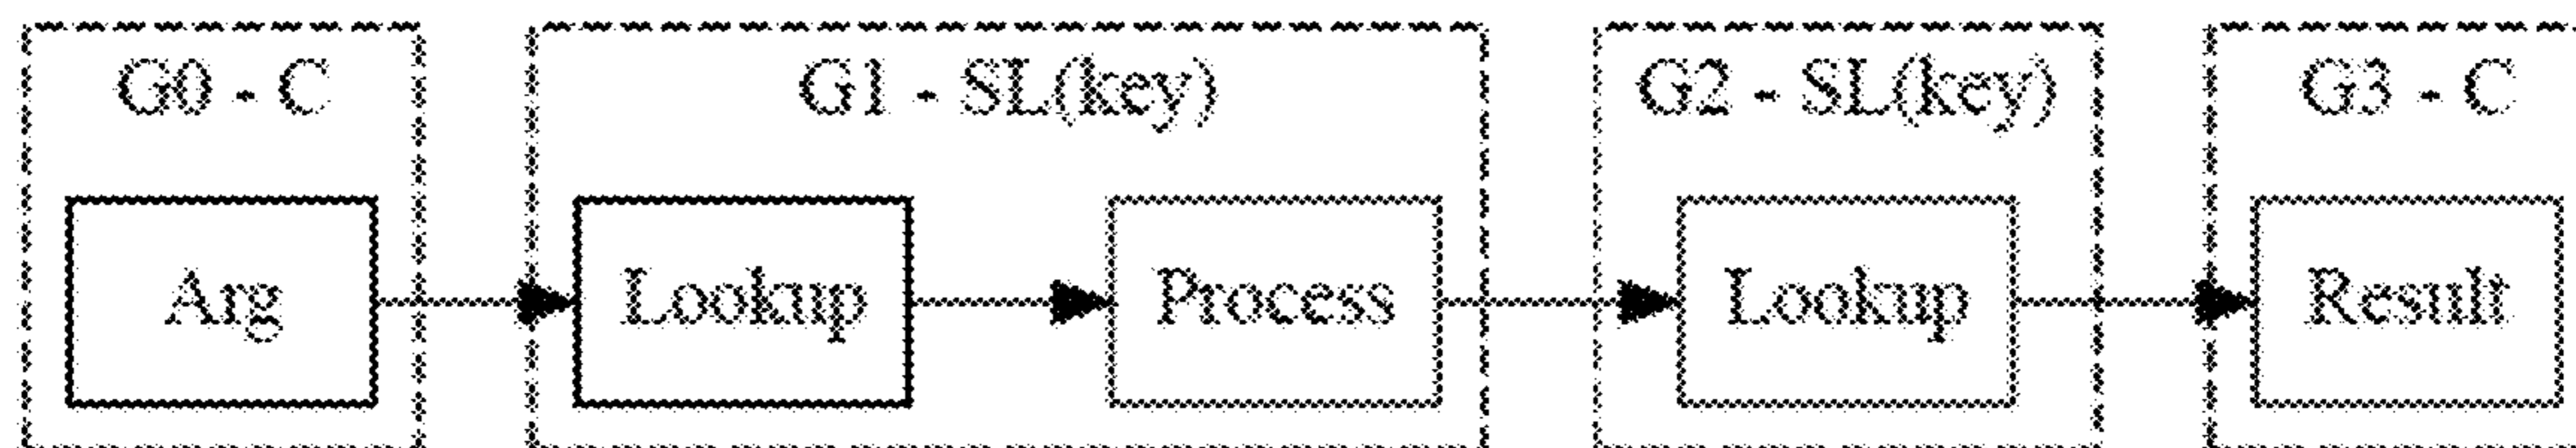 G0 - C
G1 - SL(key)
G2 - SL(key)
G3 - C
Arg
Lookup
Process
Lookup
Result